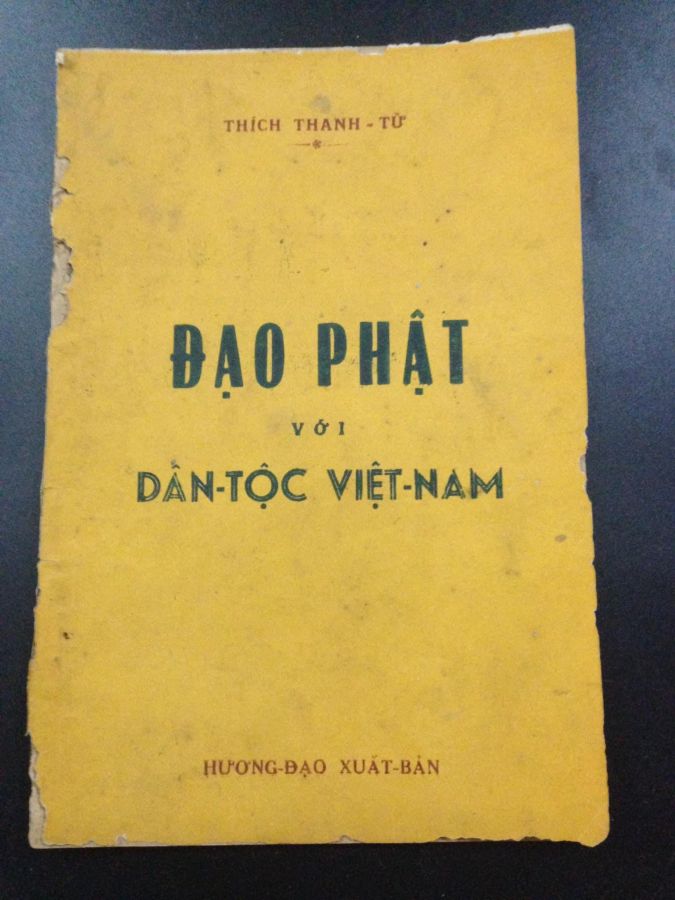 THÍCH THANH-TỪ
ĐẠO PHẬT
VỚI
DÂN-TỘC VIỆT-NAM
HƯƠNG-ĐẠO XUẤT-BẢN